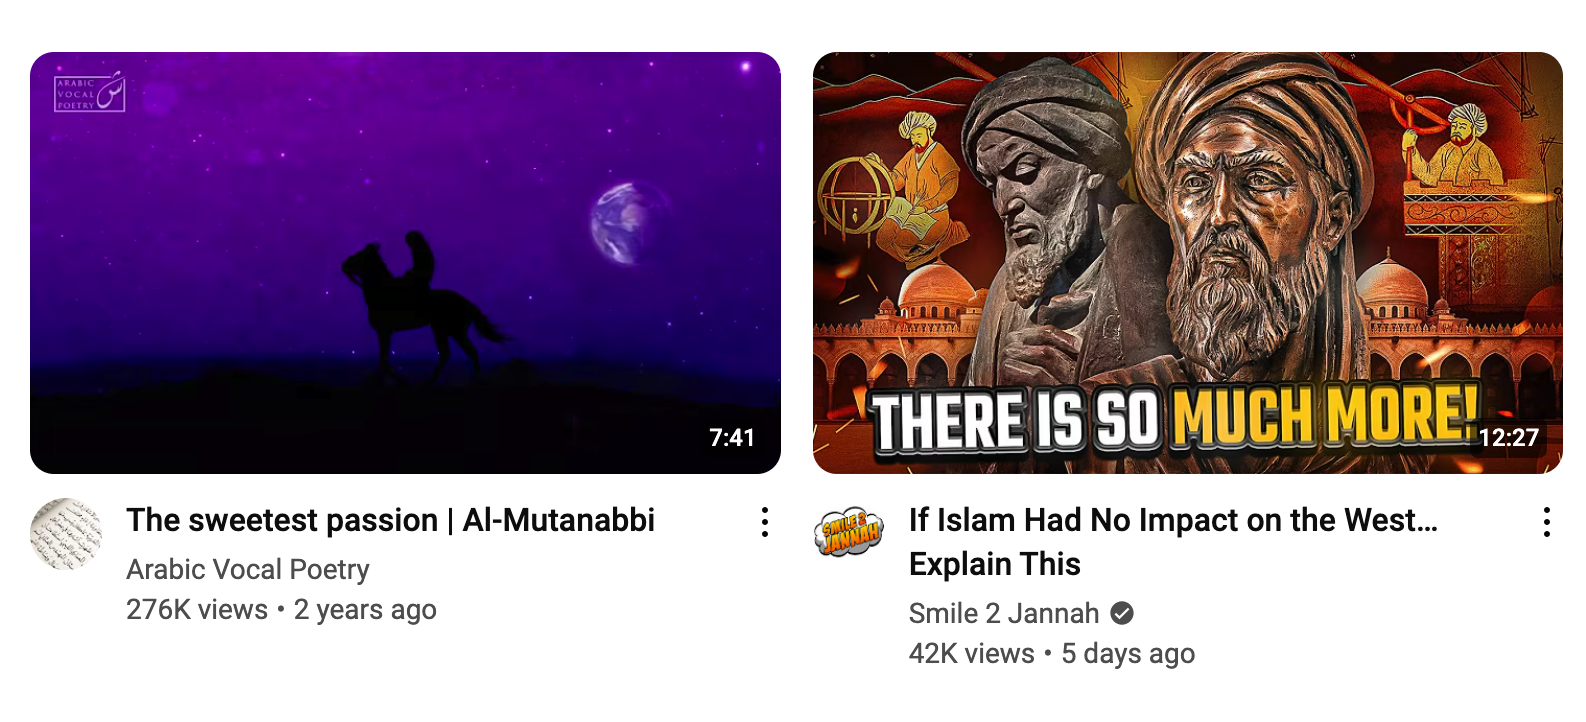 ARABIC
VOCAL
POETRY
ش
7:41
The sweetest passion | Al-Mutanabbi
Arabic Vocal Poetry
276K views • 2 years ago
THERE IS SO MUCH MORE!
12:27
SMILE 2
JANNAH
If Islam Had No Impact on the West...
Explain This
Smile 2 Jannah
42K views • 5 days ago